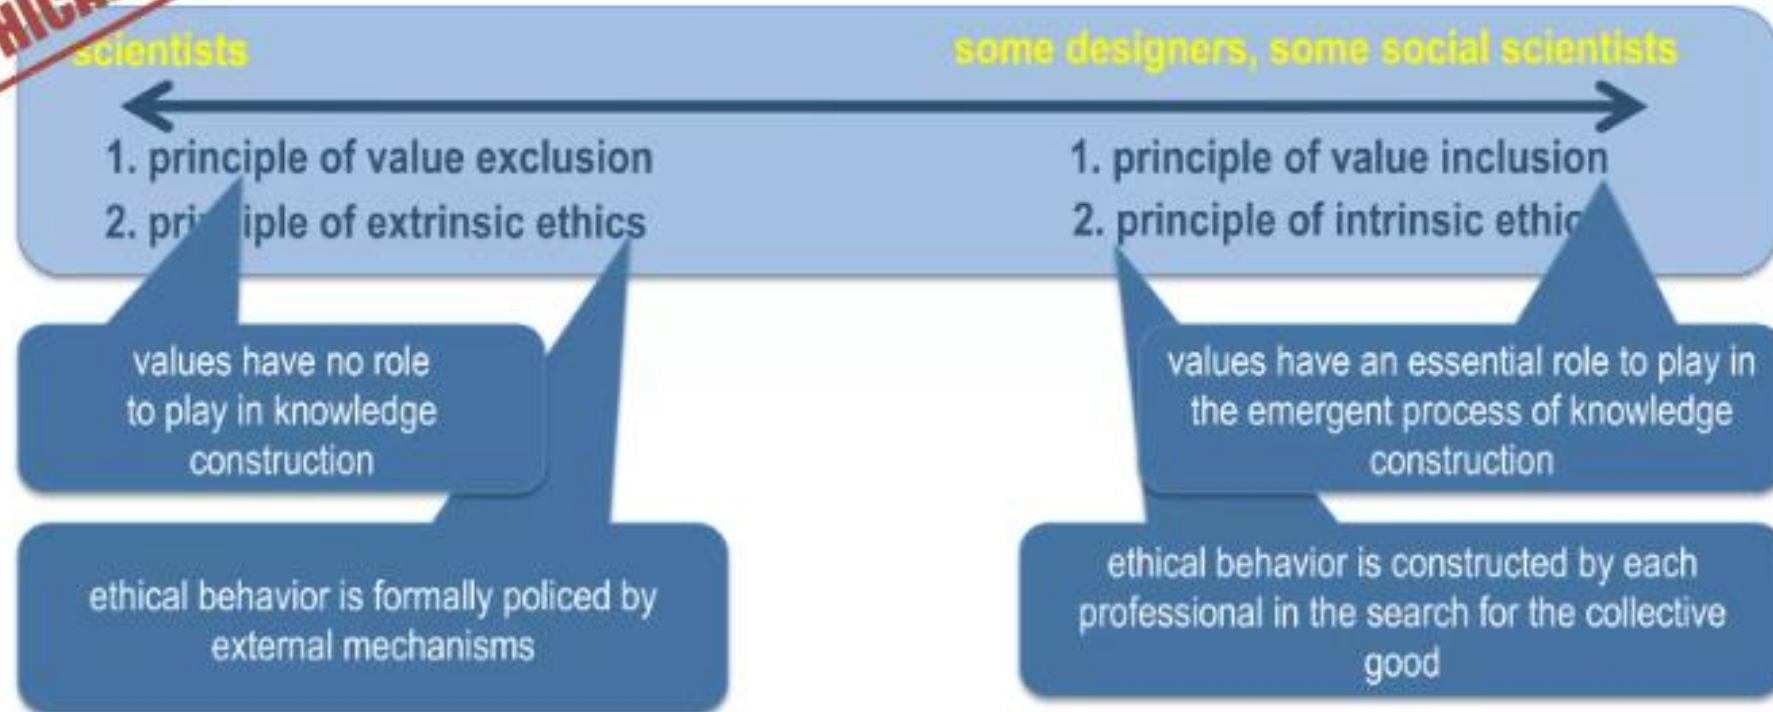 scientists
some designers, some social scientists
1. principle of value exclusion
2. principle of extrinsic ethics
1. principle of value inclusion
2. principle of intrinsic
values have no role
to play in knowledge
construction
ethical behavior is formally policed by
external mechanisms
values have an essential role to play in
the emergent process of knowledge
construction
ethical behavior is constructed by each
professional in the search for the collective
good